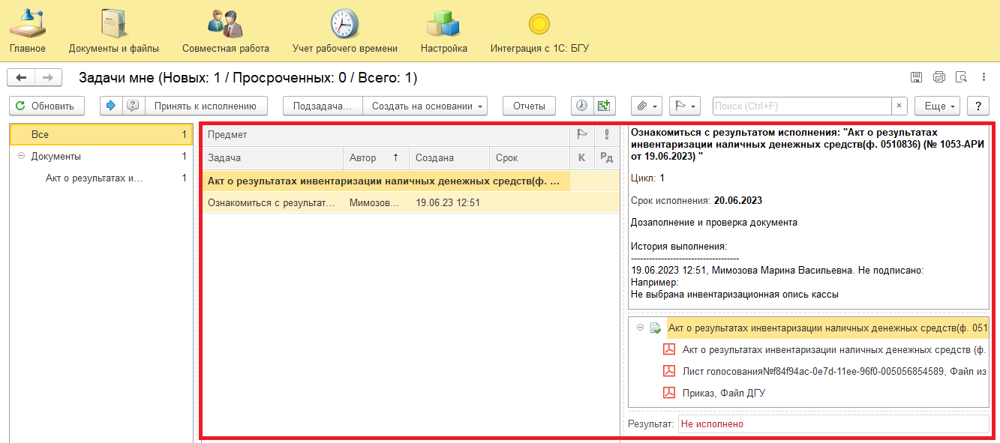 Главное
Документы и файлы
Совместная работа
Учет рабочего времени
Настройка
Интеграция с 1С: БГУ
Задачи мне (Новых: 1 / Просроченных: 0 / Всего: 1)
Обновить
Принять к исполнению
Подзадача...
Создать на основании
Отчеты
Поиск (Ctrl+F)
×
Еще
?
Все 1
Документы 1
Акт о результатах и... 1
Предмет
Задача Автор ↑ Создана Срок К Рд
Акт о результатах инвентаризации наличных денежных средств(ф. ...
Ознакомиться с результат... Мимозов... 19.06.23 12:51
Ознакомиться с результатом исполнения: "Акт о результатах
инвентаризации наличных денежных средств(ф. 0510836) (№ 1053-АРИ
от 19.06.2023) "
Цикл: 1
Срок исполнения: 20.06.2023
Дозаполнение и проверка документа
История выполнения:
------------------------------------
19.06.2023 12:51, Мимозова Марина Васильевна. Не подписано:
Например:
Не выбрана инвентаризационная опись кассы
Акт о результатах инвентаризации наличных денежных средств(ф. 051
Акт о результатах инвентаризации наличных денежных средств (ф.
Лист голосования№f84f94ac-0e7d-11ee-96f0-005056854589, Файл из
Приказ, Файл ДГУ
Результат: Не исполнено